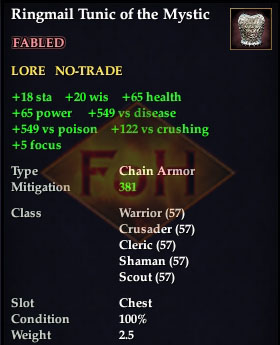 Ringmail Tunic of the Mystic
FABLED
LORE NO-TRADE
+18 sta +20 wis +65 health
+65 power +549 vs disease
+549 vs poison +122 vs crushing
+5 focus
Type Chain Armor
Mitigation 381
Class Warrior (57)
Crusader (57)
Cleric (57)
Shaman (57)
Scout (57)
Slot Chest
Condition 100%
Weight 2.5